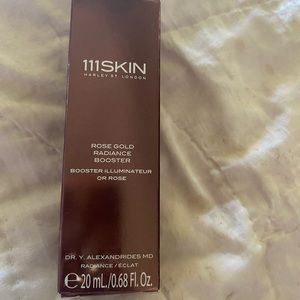 111SKIN
HARLEY ST. LONDON
ROSE GOLD
RADIANCE
BOOSTER
BOOSTER ILLUMINATEUR
OR ROSE
DR. Y. ALEXANDRIDES MD
RADIANCE / ÉCLAT
℮20 mL./0.68 Fl. Oz.